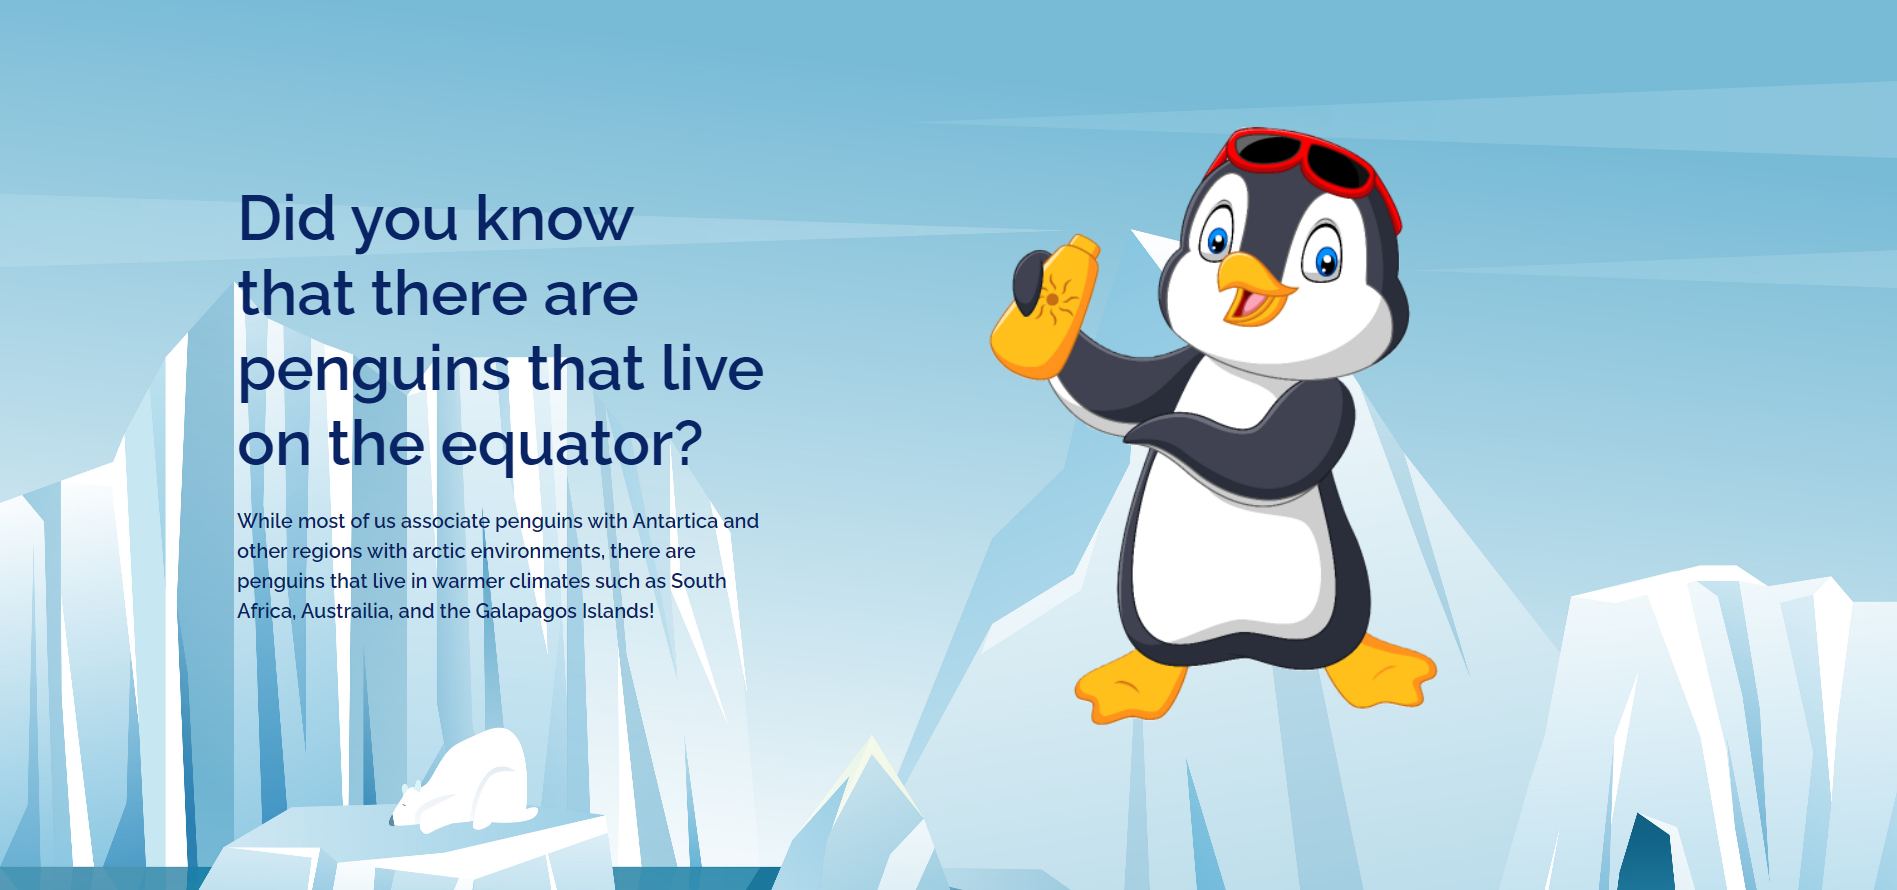 Did you know
that there are
penguins that live
on the equator?
While most of us associate penguins with Antartica and
other regions with arctic environments, there are
penguins that live in warmer climates such as South
Africa, Austrailia, and the Galapagos Islands!